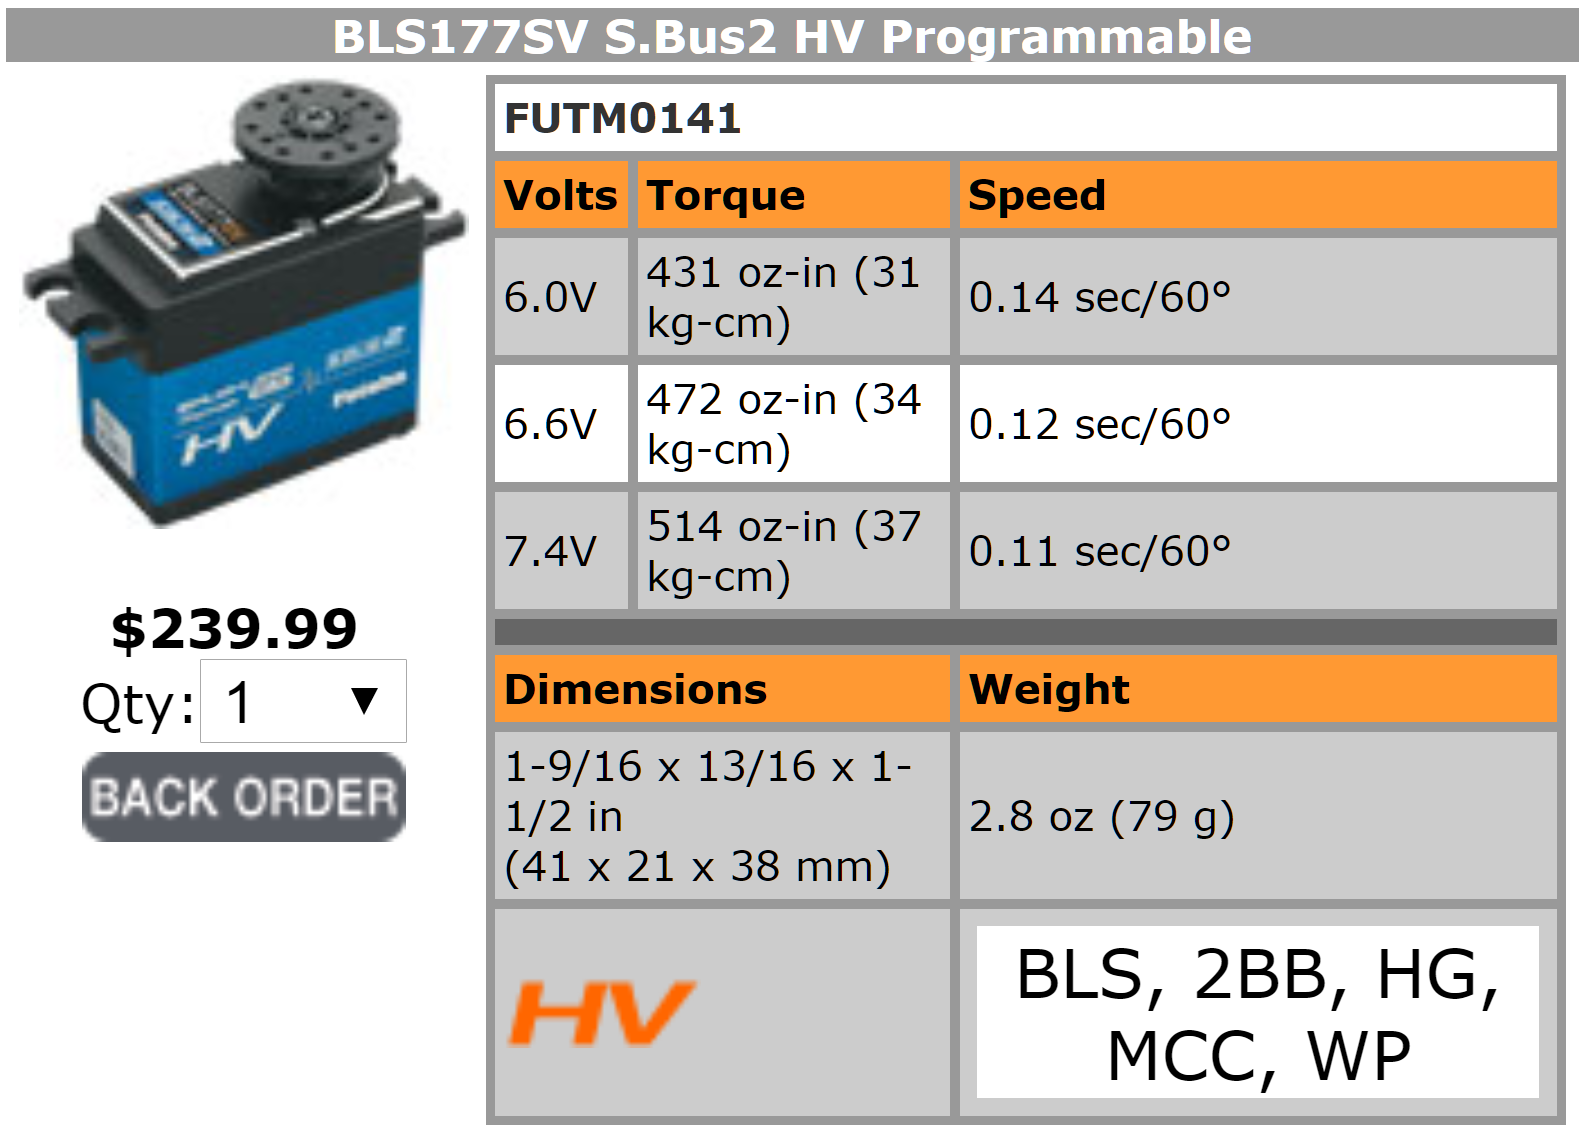 BLS177SV S.Bus2 HV Programmable
FUTM0141
Volts Torque Speed
6.0V 431 oz-in (31
kg-cm) 0.14 sec/60°
6.6V 472 oz-in (34
kg-cm) 0.12 sec/60°
7.4V 514 oz-in (37
kg-cm) 0.11 sec/60°
HV
Futaba
$239.99
Qty: 1
BACK ORDER
Dimensions Weight
1-9/16 x 13/16 x 1-
1/2 in
(41 x 21 x 38 mm)
2.8 oz (79 g)
HV
BLS, 2BB, HG,
MCC, WP